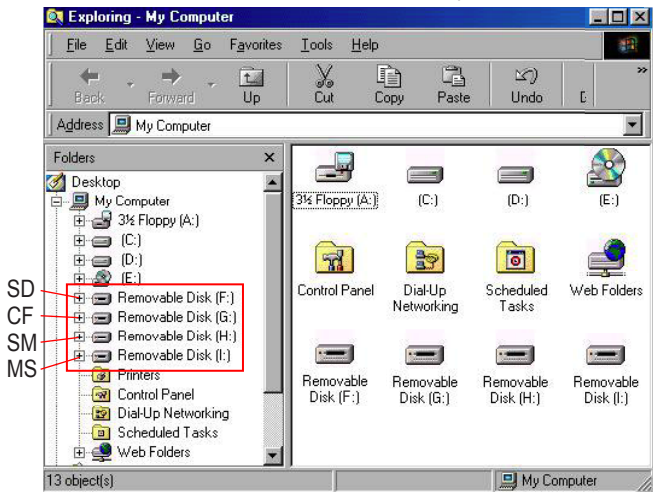 Exploring - My Computer
File Edit View Go Favorites Tools Help
Back Forward Up Cut Copy Paste Undo »
Address My Computer
Folders ×
Desktop
My Computer
3½ Floppy (A:)
(C:)
(D:)
(E:)
SD Removable Disk (F:)
CF Removable Disk (G:)
SM Removable Disk (H:)
MS Removable Disk (I:)
Printers
Control Panel
Dial-Up Networking
Scheduled Tasks
Web Folders
3½ Floppy (A:) (C:) (D:) (E:)
Control Panel Dial-Up Networking Scheduled Tasks Web Folders
Removable Disk (F:) Removable Disk (G:) Removable Disk (H:) Removable Disk (I:)
13 object(s) My Computer